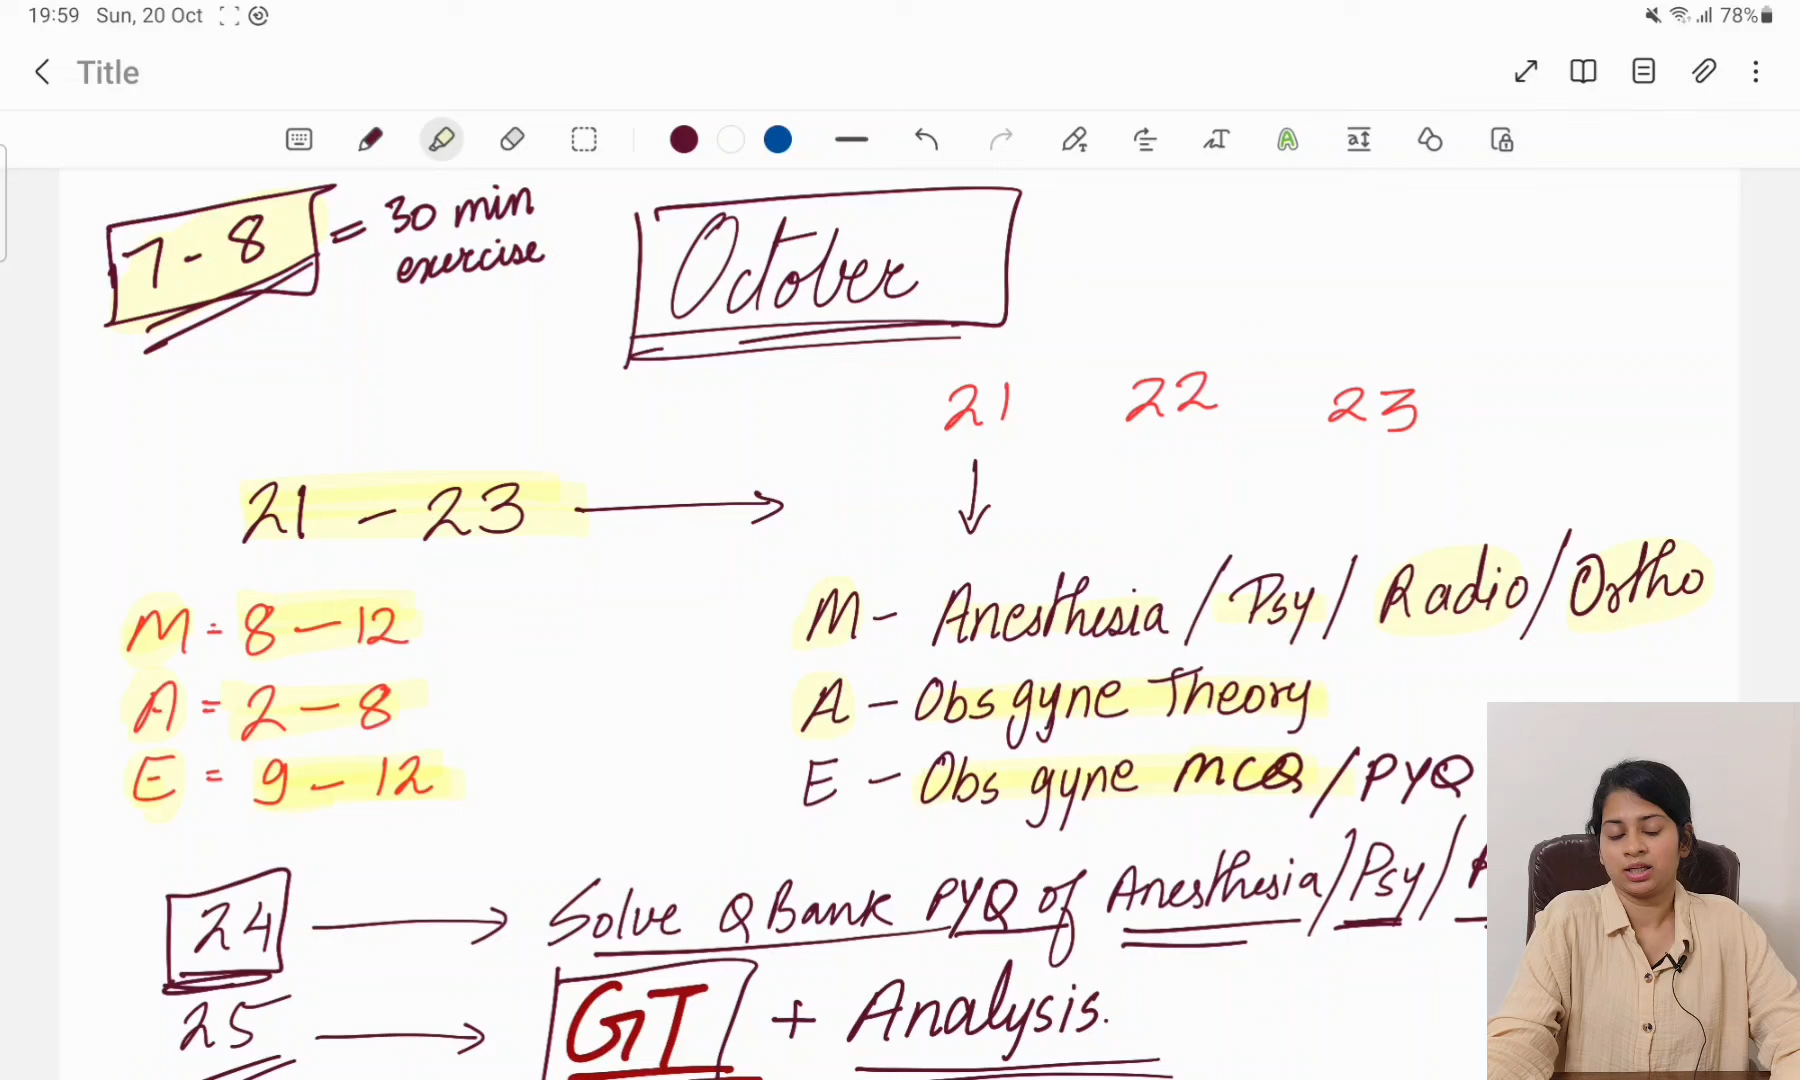 19:59 Sun, 20 Oct 78%
Title
7-8 = 30 min
exercise
October
21 22 23
21 - 23
M = 8 - 12
A = 2 - 8
E = 9 - 12
M - Anesthesia / Psy / Radio / Ortho
A - Obs gyne Theory
E - Obs gyne MCQ / PYQ
24 → Solve Q Bank PYQ of Anesthesia / Psy /
25 → GT + Analysis.